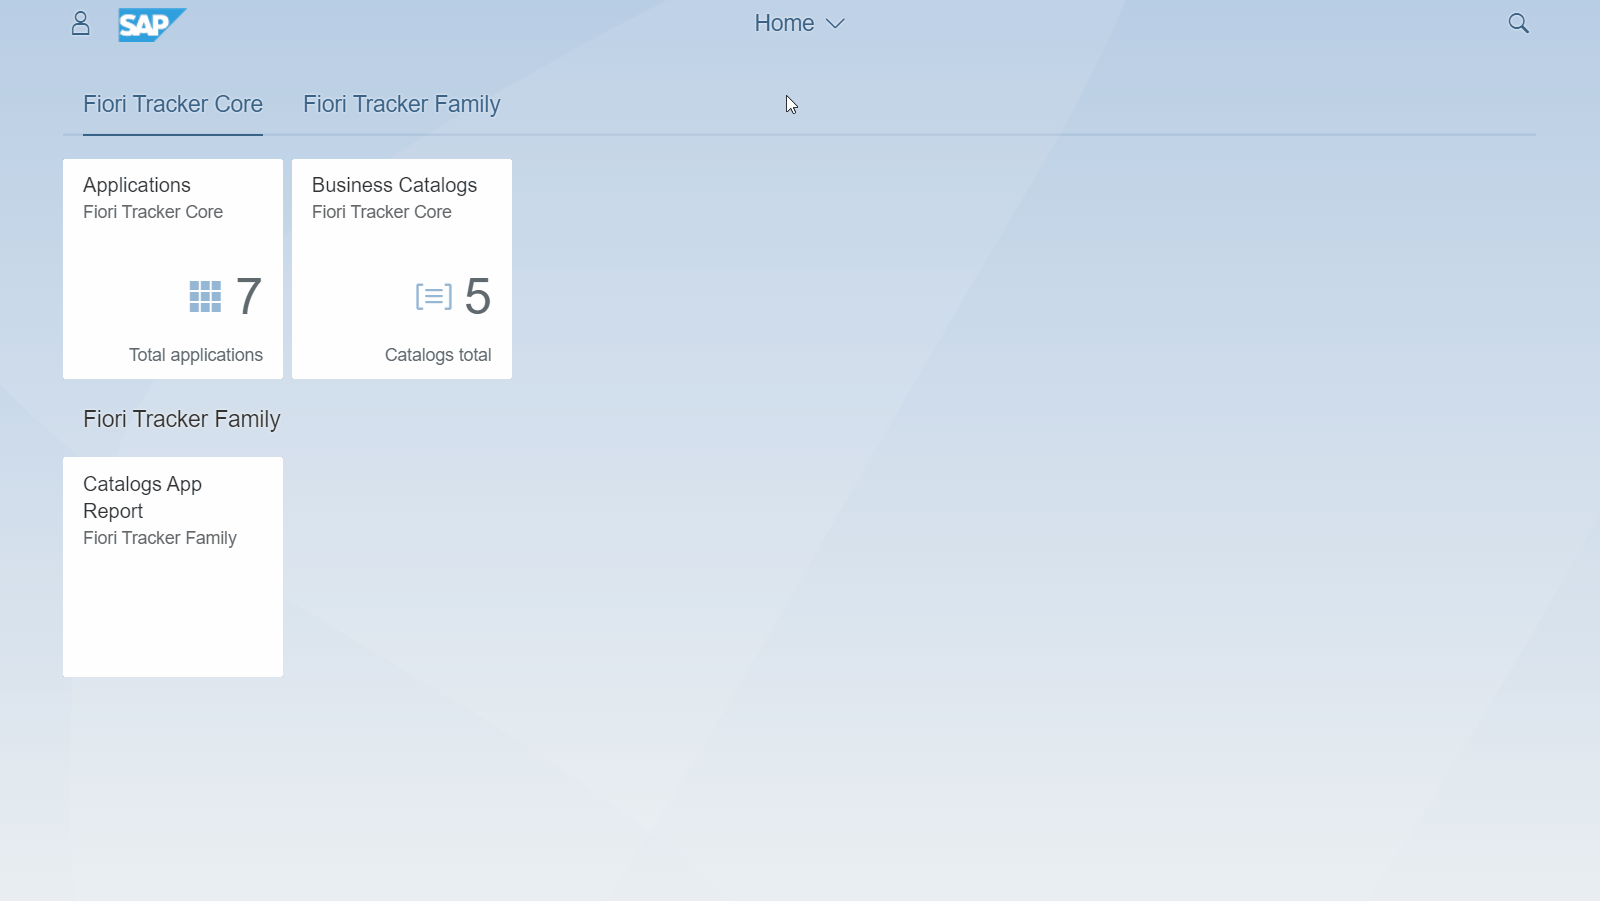 SAP
Home
Fiori Tracker Core
Fiori Tracker Family
Applications
Fiori Tracker Core
7
Total applications
Business Catalogs
Fiori Tracker Core
5
Catalogs total
Fiori Tracker Family
Catalogs App
Report
Fiori Tracker Family